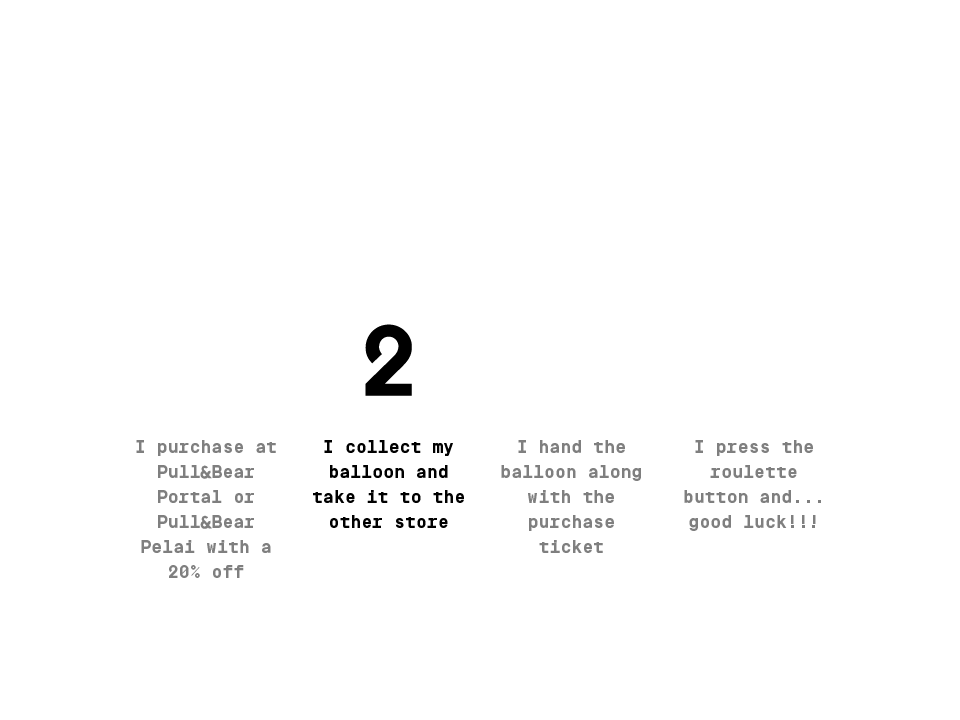 2
I purchase at
Pull&Bear
Portal or
Pull&Bear
Pelai with a
20% off
I collect my
balloon and
take it to the
other store
I hand the
balloon along
with the
purchase
ticket
I press the
roulette
button and...
good luck!!!